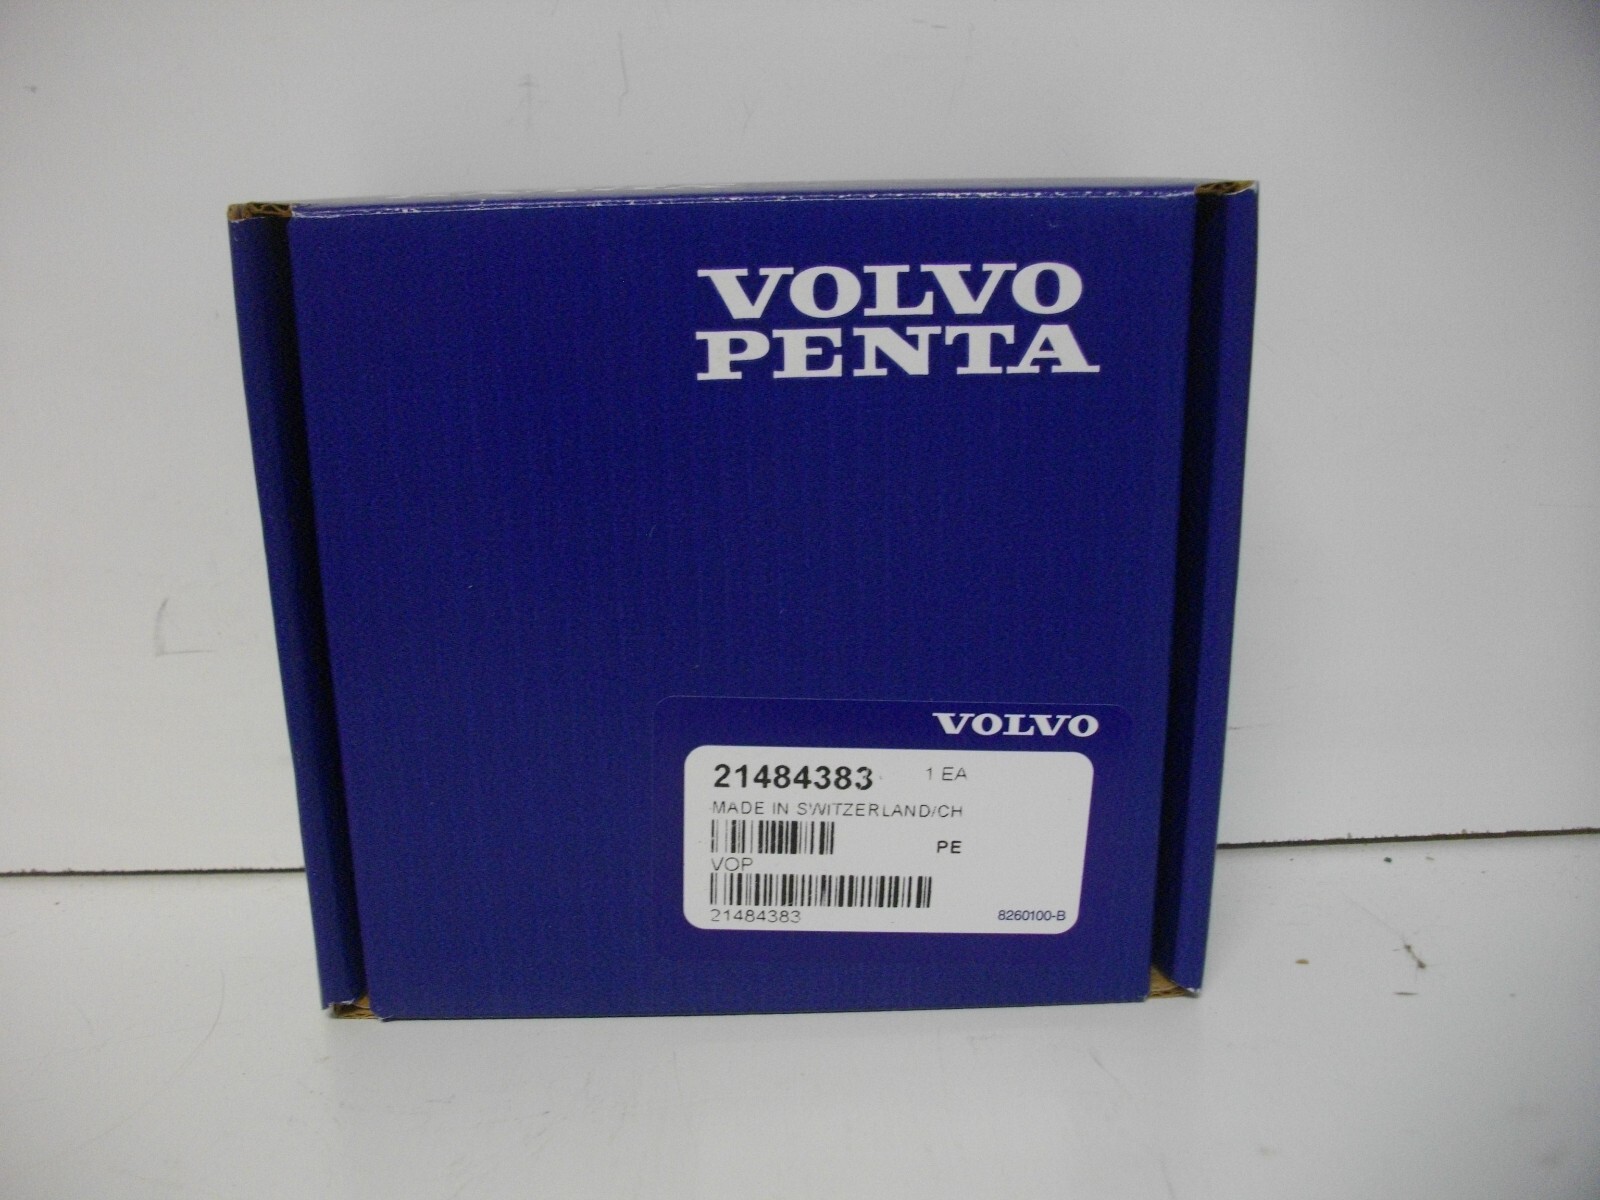 VOLVO
PENTA
VOLVO
21484383 1 EA
MADE IN SWITZERLAND/CH
PE
VOP
21484383 8260100-B